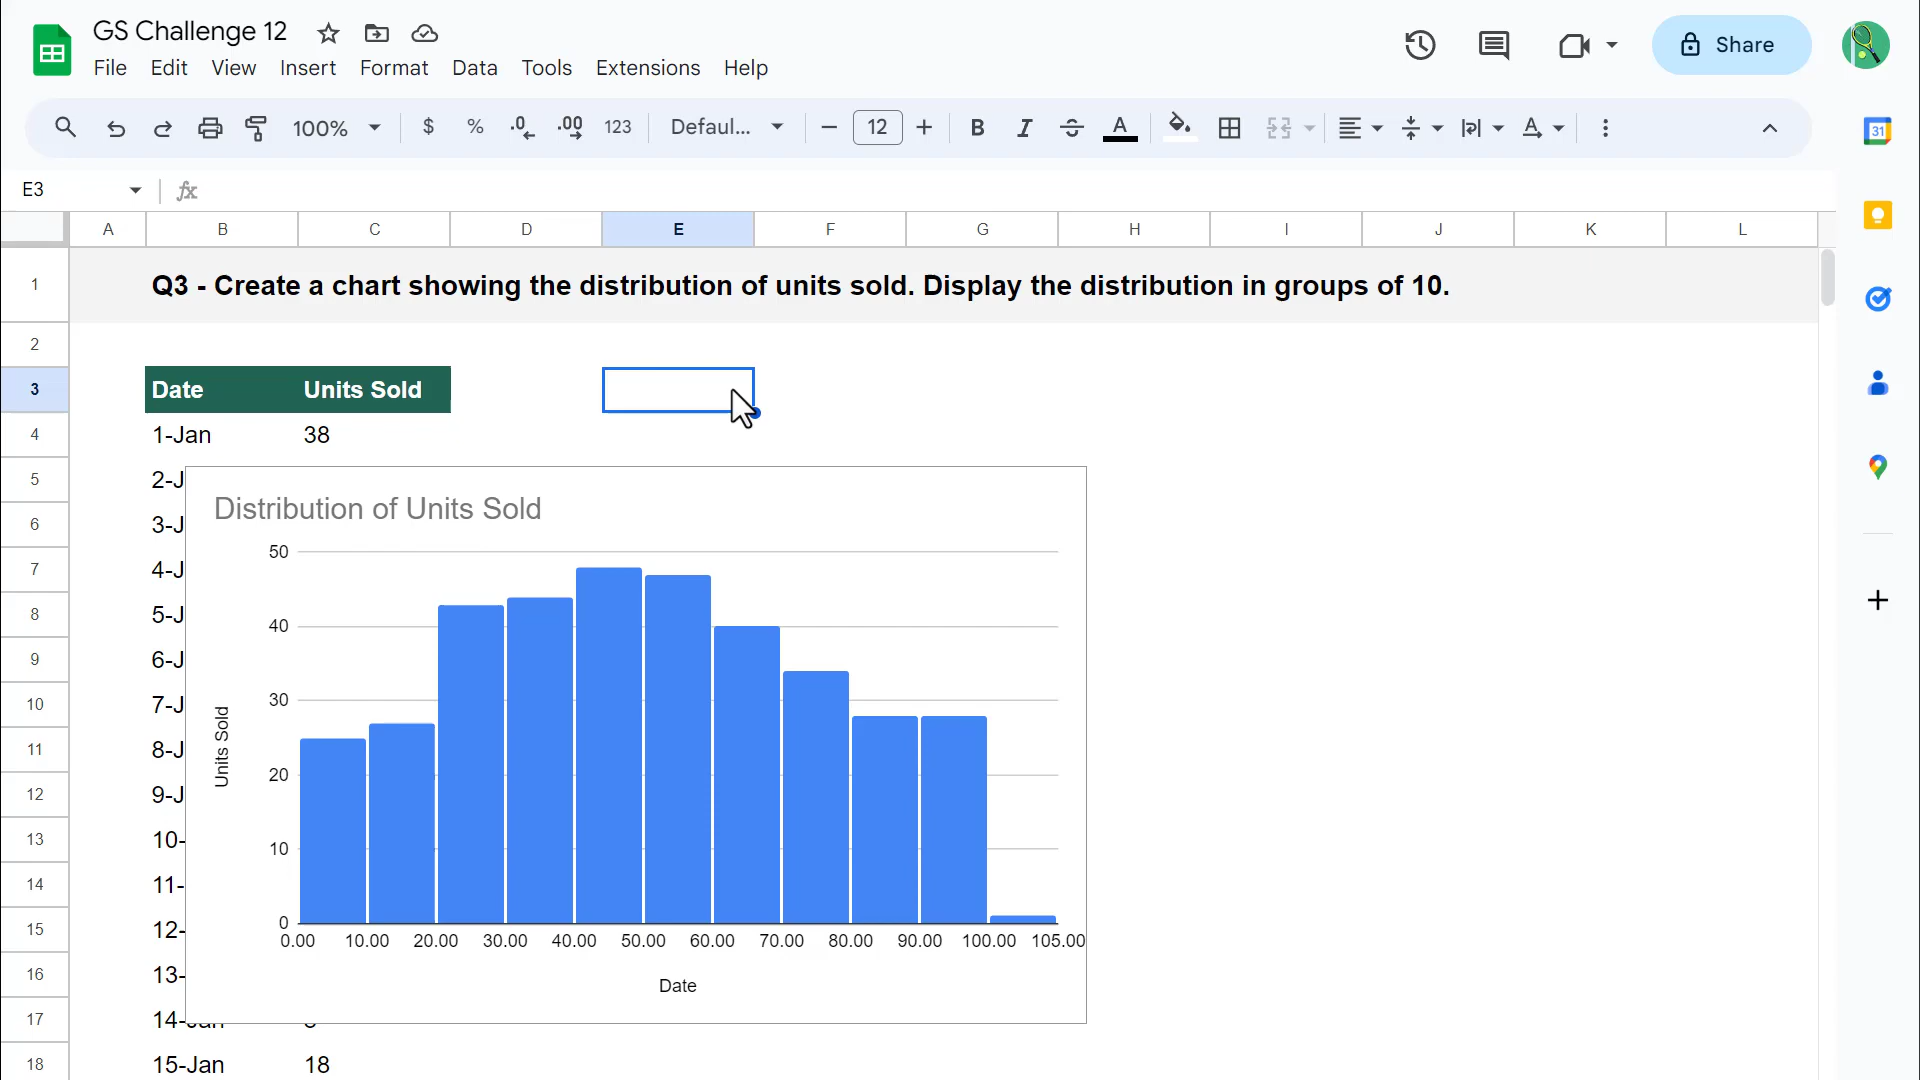 GS Challenge 12
File Edit View Insert Format Data Tools Extensions Help
Share
100% $ % .0 .00 123 Defaul... 12 B I A A
31
E3 fx
A B C D E F G H I J K L
1 Q3 - Create a chart showing the distribution of units sold. Display the distribution in groups of 10.
2
3 Date Units Sold
4 1-Jan 38
5 2-J
6 3-J
7 4-J
8 5-J
9 6-J
10 7-J
11 8-J
12 9-J
13 10-
14 11-
15 12-
16 13-
17 14-Jan
18 15-Jan 18
Distribution of Units Sold
50
40
30
20
10
0
Units Sold
0.00 10.00 20.00 30.00 40.00 50.00 60.00 70.00 80.00 90.00 100.00 105.00
Date